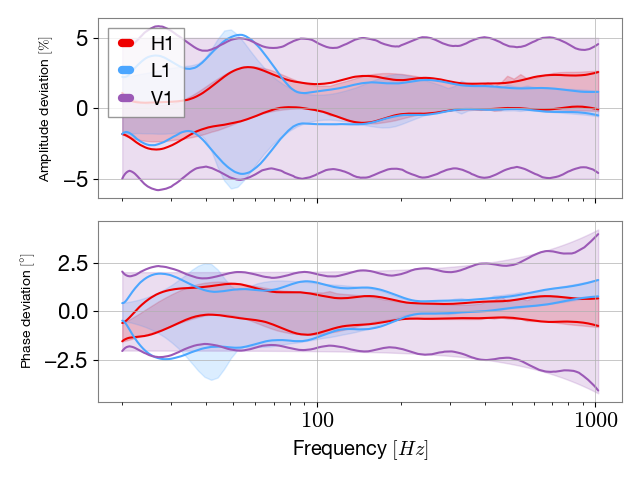 Amplitude deviation [%]
5
0
−5
H1
L1
V1
Phase deviation [°]
2.5
0.0
−2.5
100
1000
Frequency [Hz]